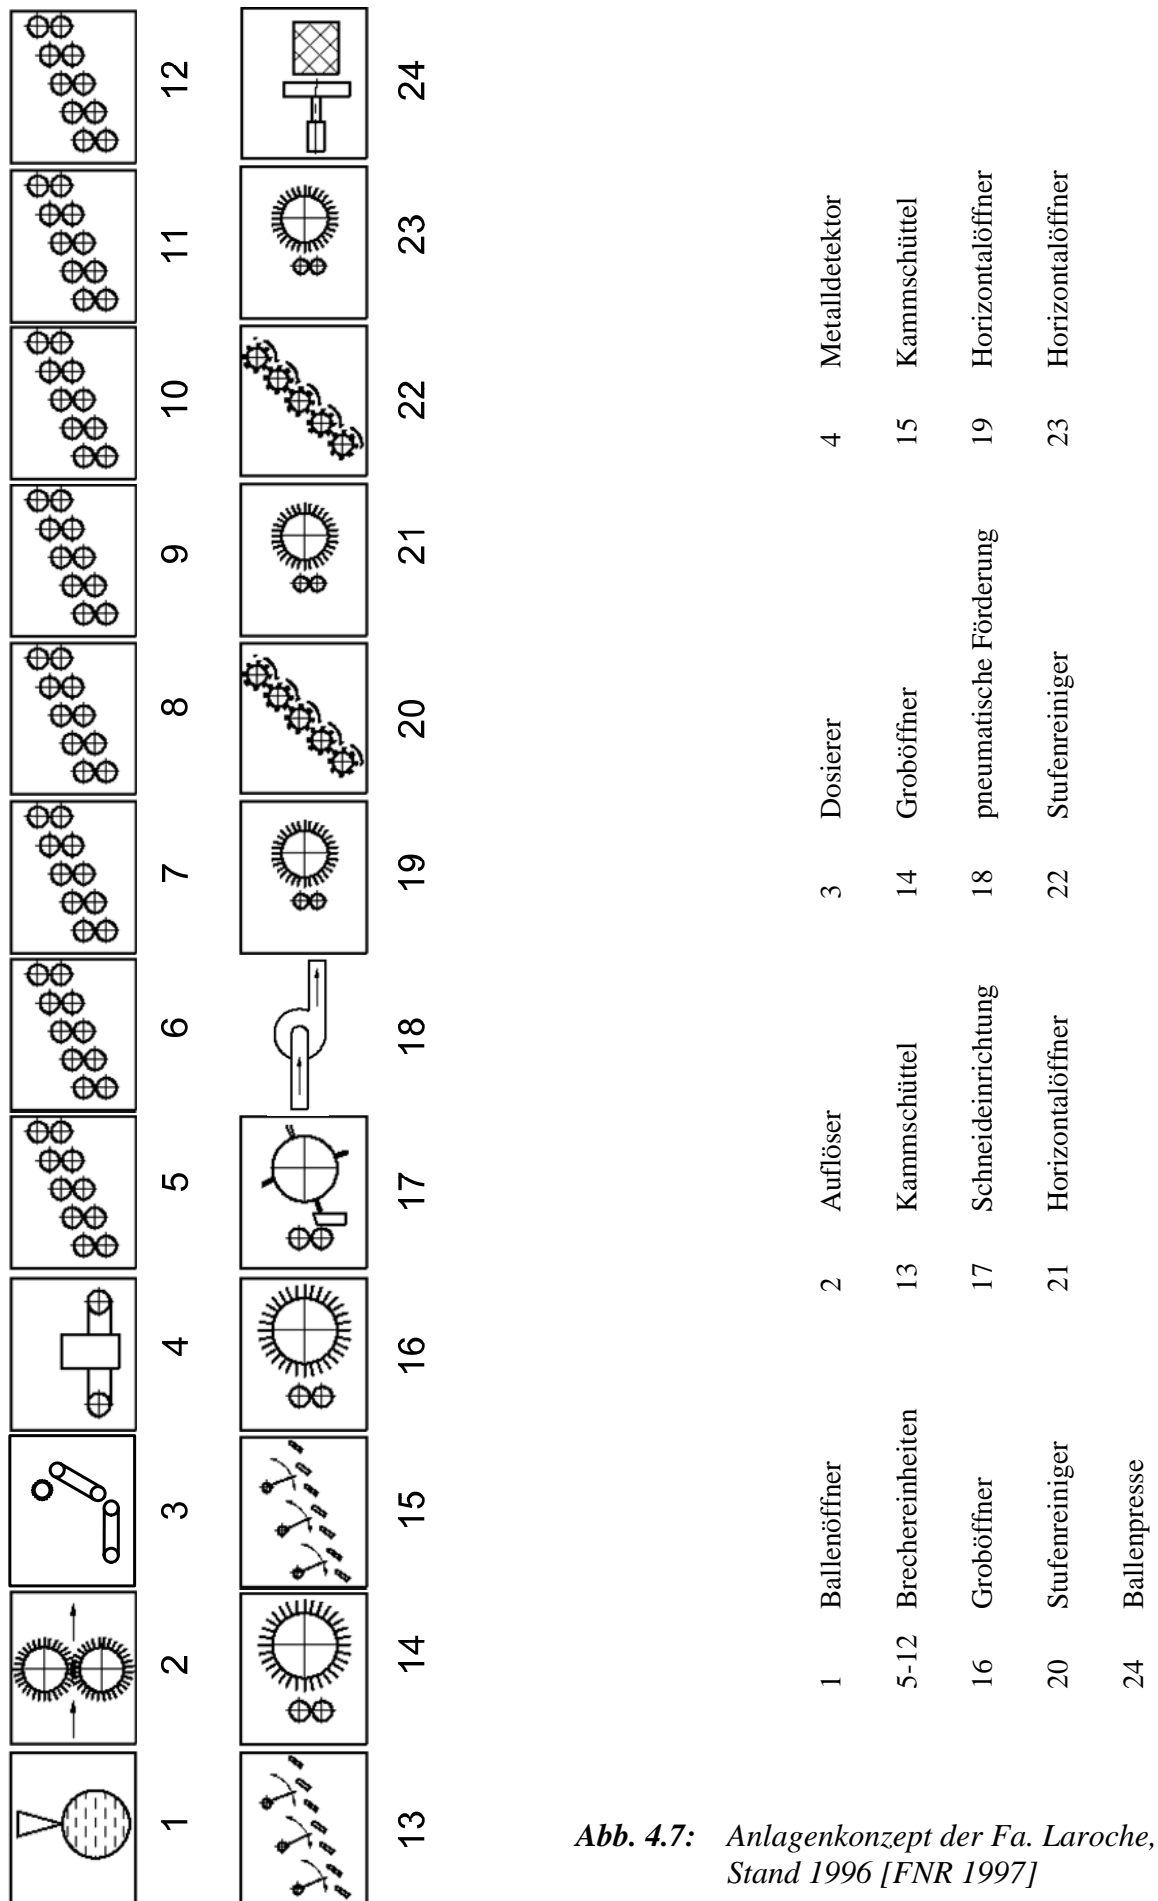 1 2 3 4 5 6 7 8 9 10 11 12
13 14 15 16 17 18 19 20 21 22 23 24
1 Ballenöffner 2 Auflöser 3 Dosierer 4 Metalldetektor
5-12 Brechereinheiten 13 Kammschüttel 14 Groböffner 15 Kammschüttel
16 Groböffner 17 Schneideinrichtung 18 pneumatische Förderung 19 Horizontalöffner
20 Stufenreiniger 21 Horizontalöffner 22 Stufenreiniger 23 Horizontalöffner
24 Ballenpresse
Abb. 4.7: Anlagenkonzept der Fa. Laroche,
Stand 1996 [FNR 1997]